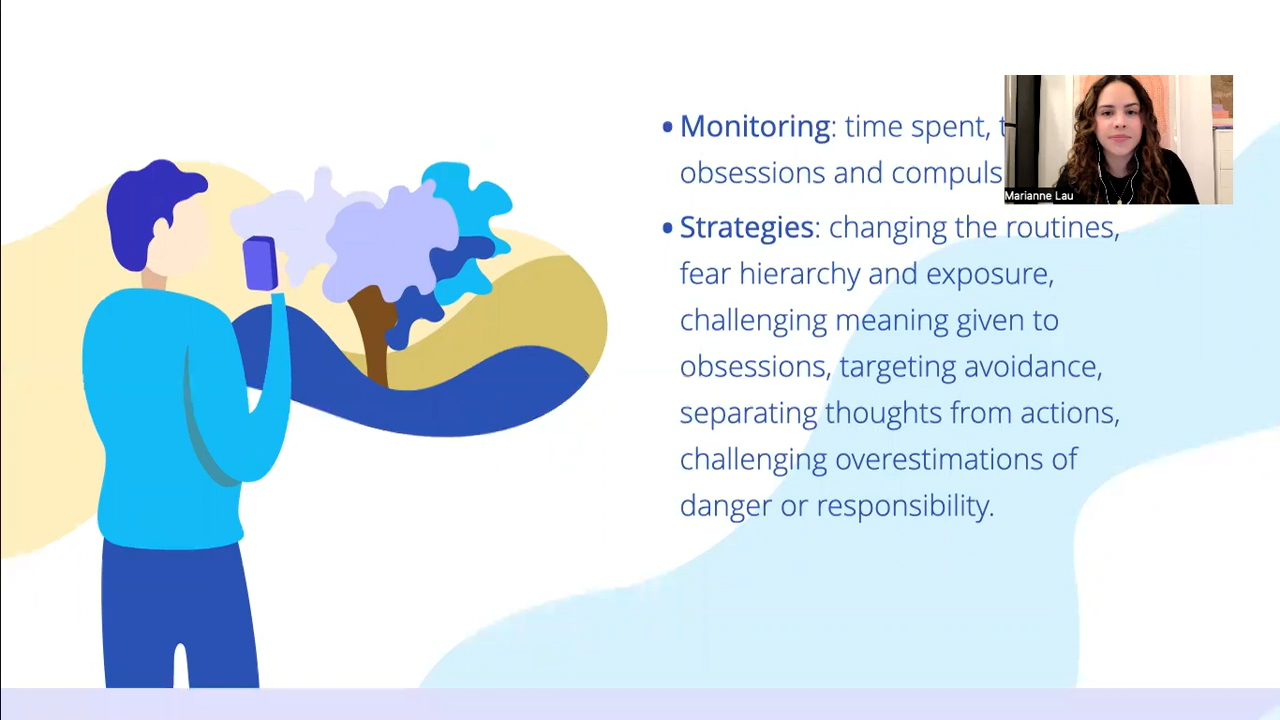 • Monitoring: time spent,
obsessions and
Marianne Lau
• Strategies: changing the routines,
fear hierarchy and exposure,
challenging meaning given to
obsessions, targeting avoidance,
separating thoughts from actions,
challenging overestimations of
danger or responsibility.